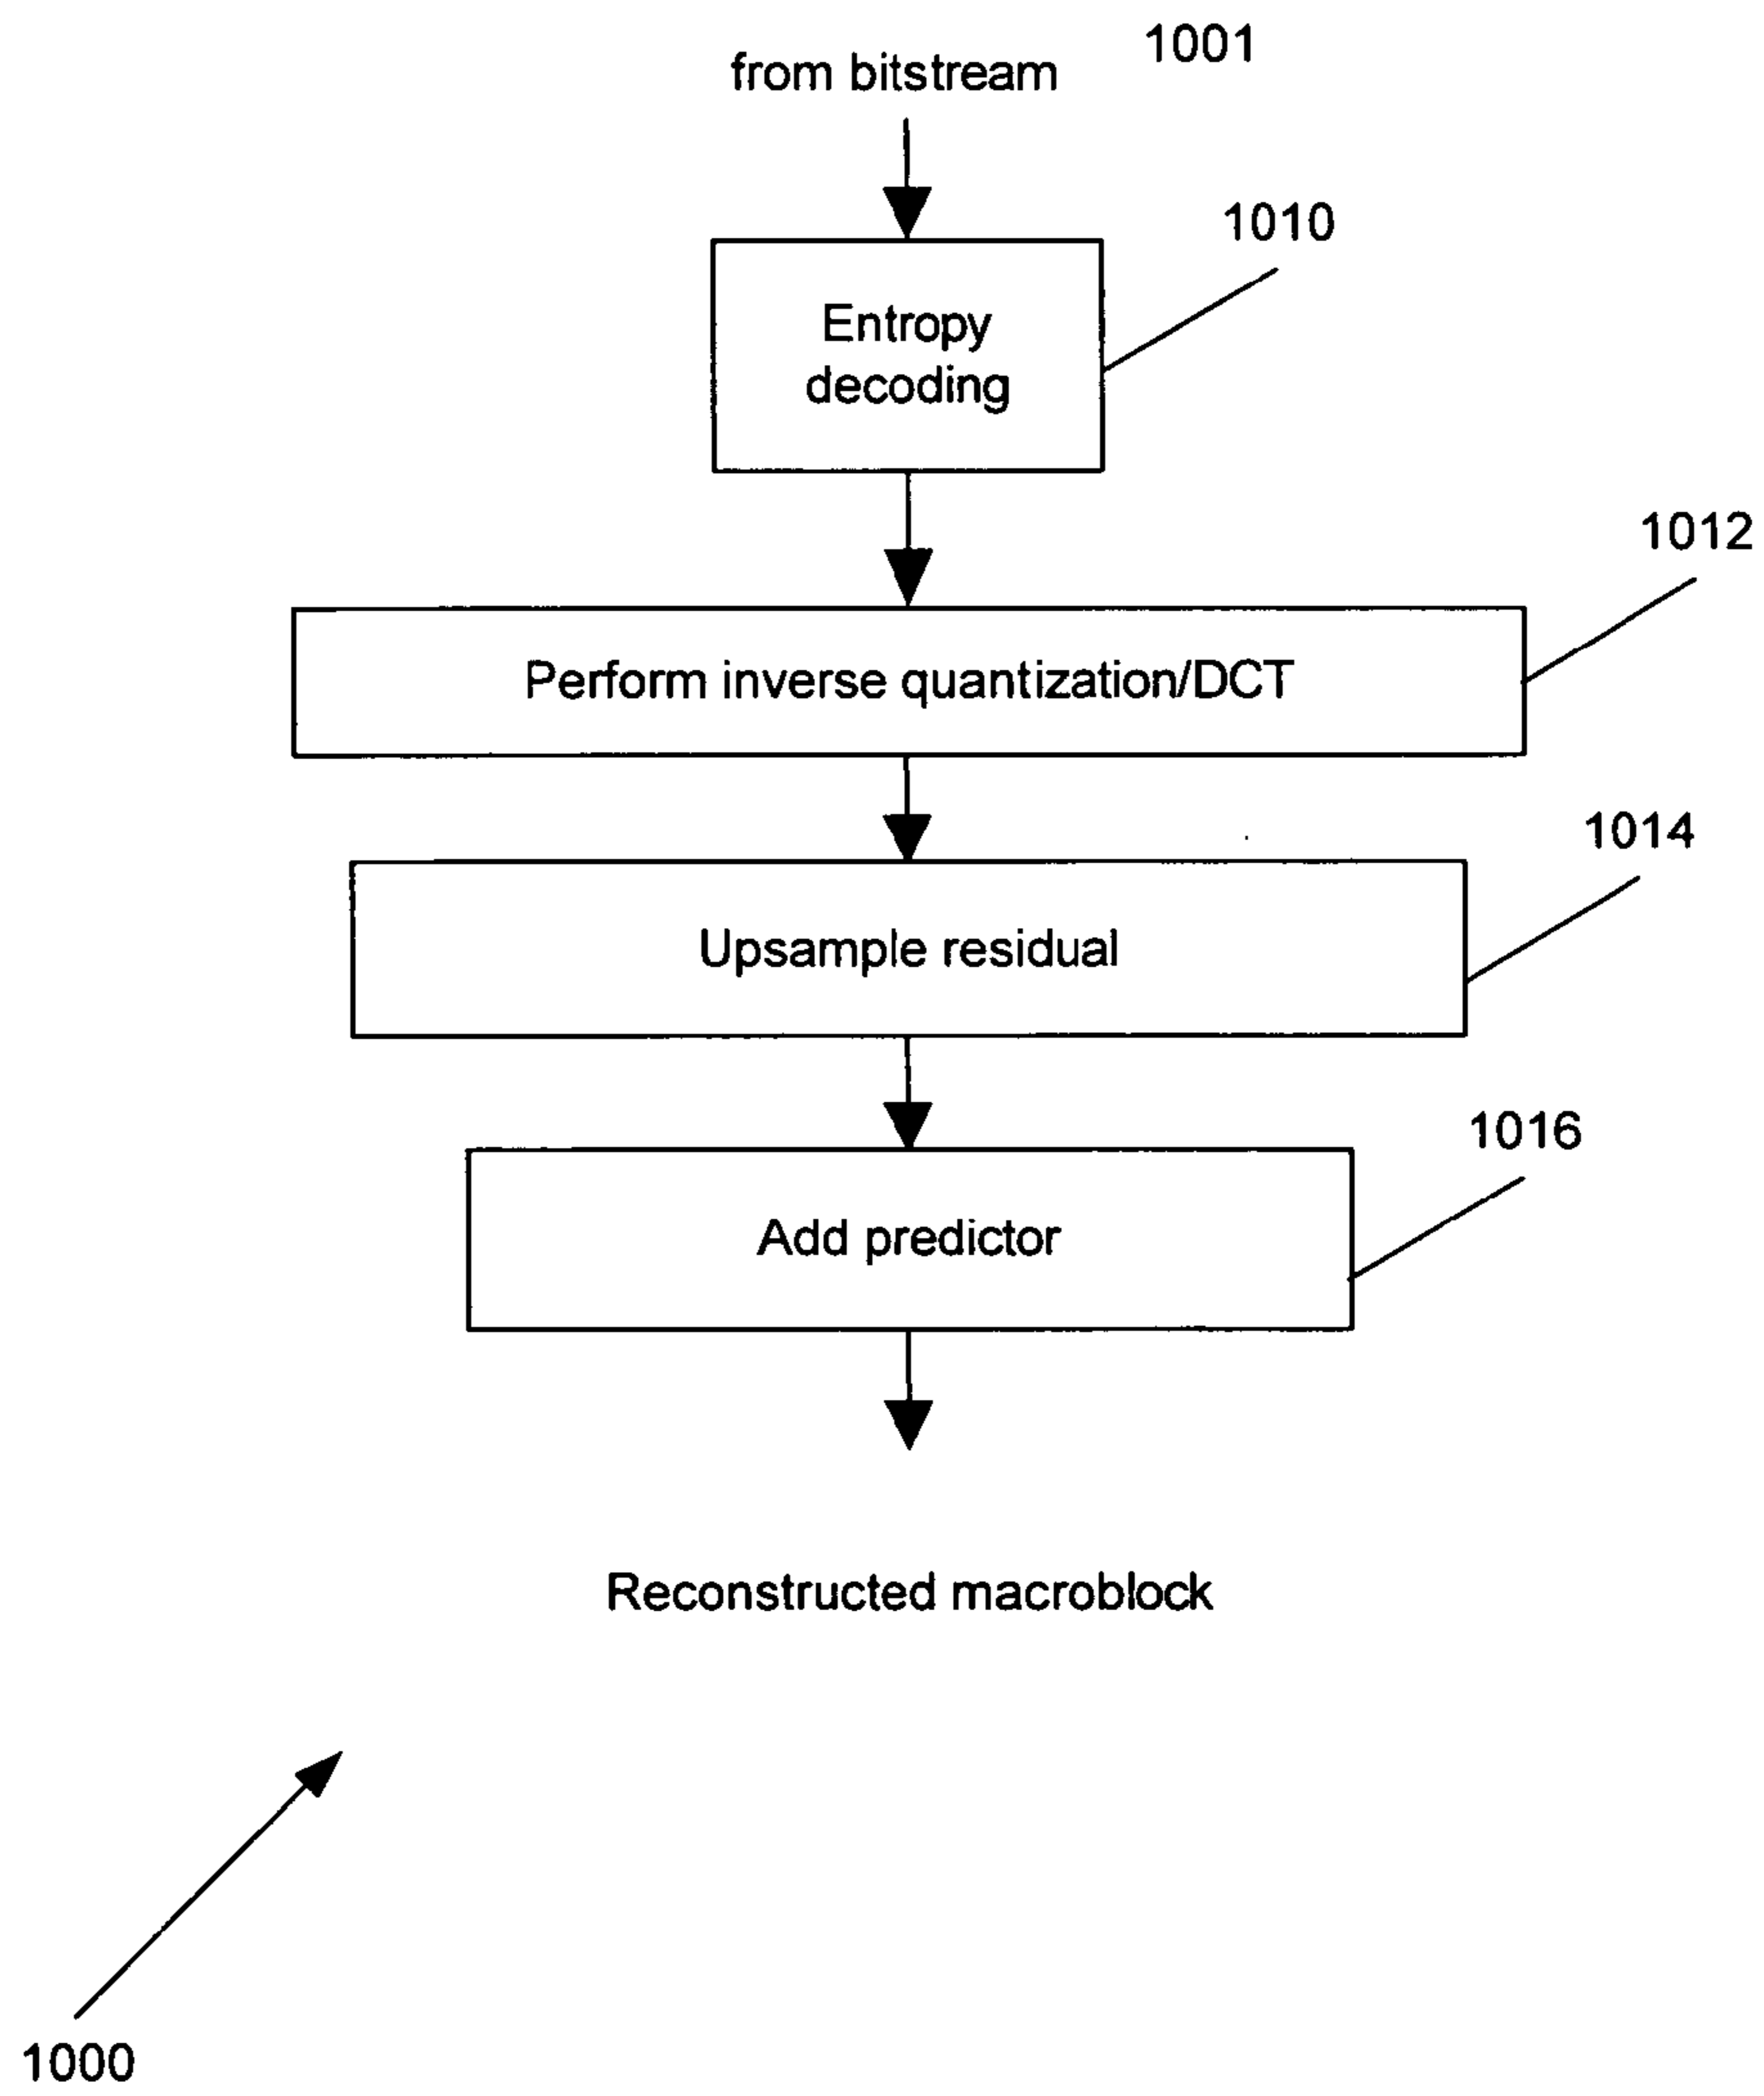 from bitstream
1001
1010
Entropy
decoding
1012
Perform inverse quantization/DCT
1014
Upsample residual
1016
Add predictor
Reconstructed macroblock
1000